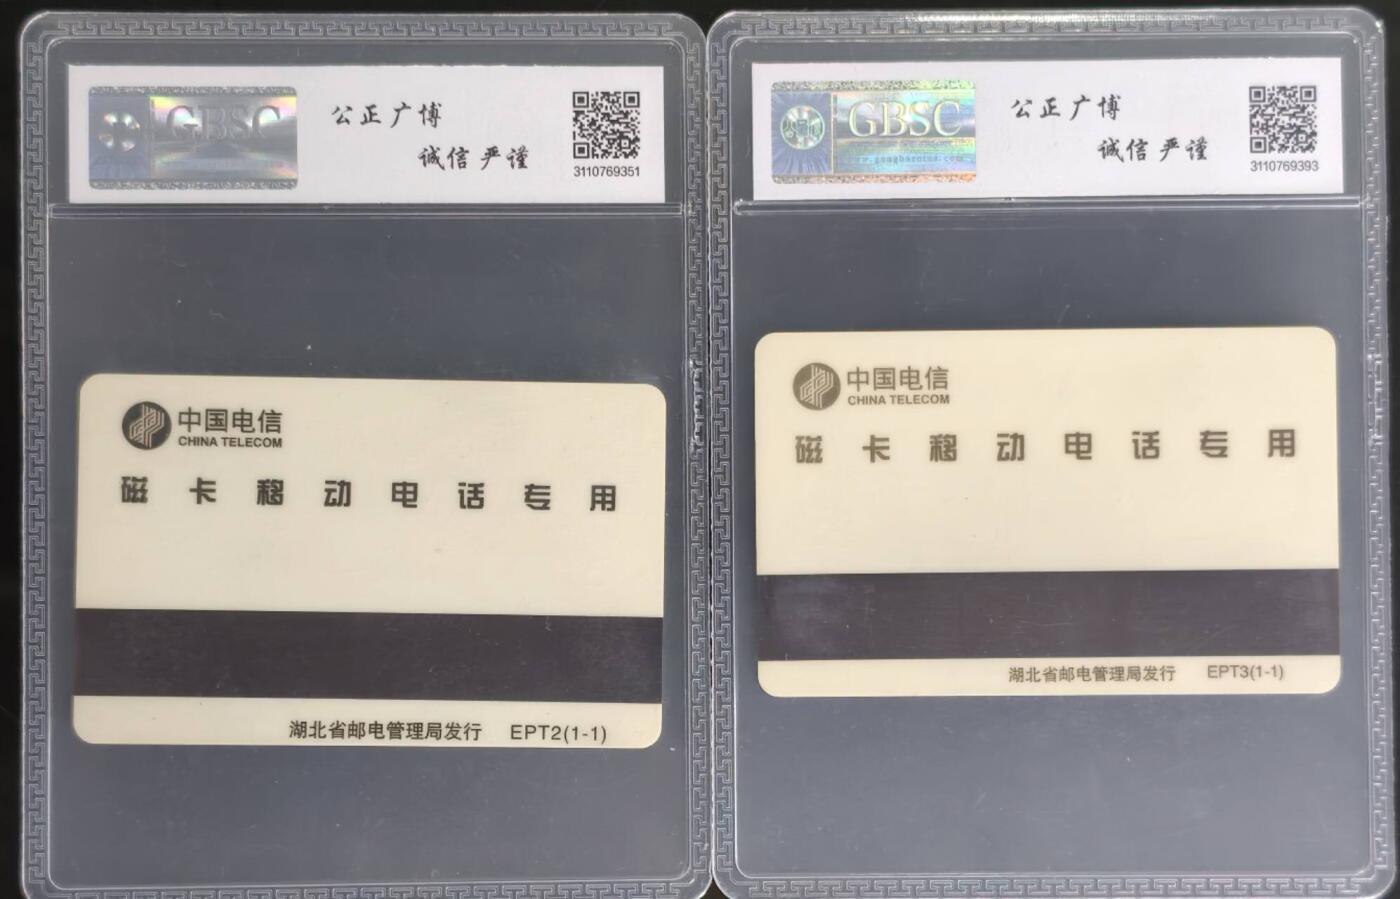 GBSC
公正广博
诚信严谨
3110769351
中国电信
CHINA TELECOM
磁卡移动电话专用
湖北省邮电管理局发行 EPT2(1-1)
GBSC
公正广博
诚信严谨
3110769393
中国电信
CHINA TELECOM
磁卡移动电话专用
湖北省邮电管理局发行 EPT3(1-1)